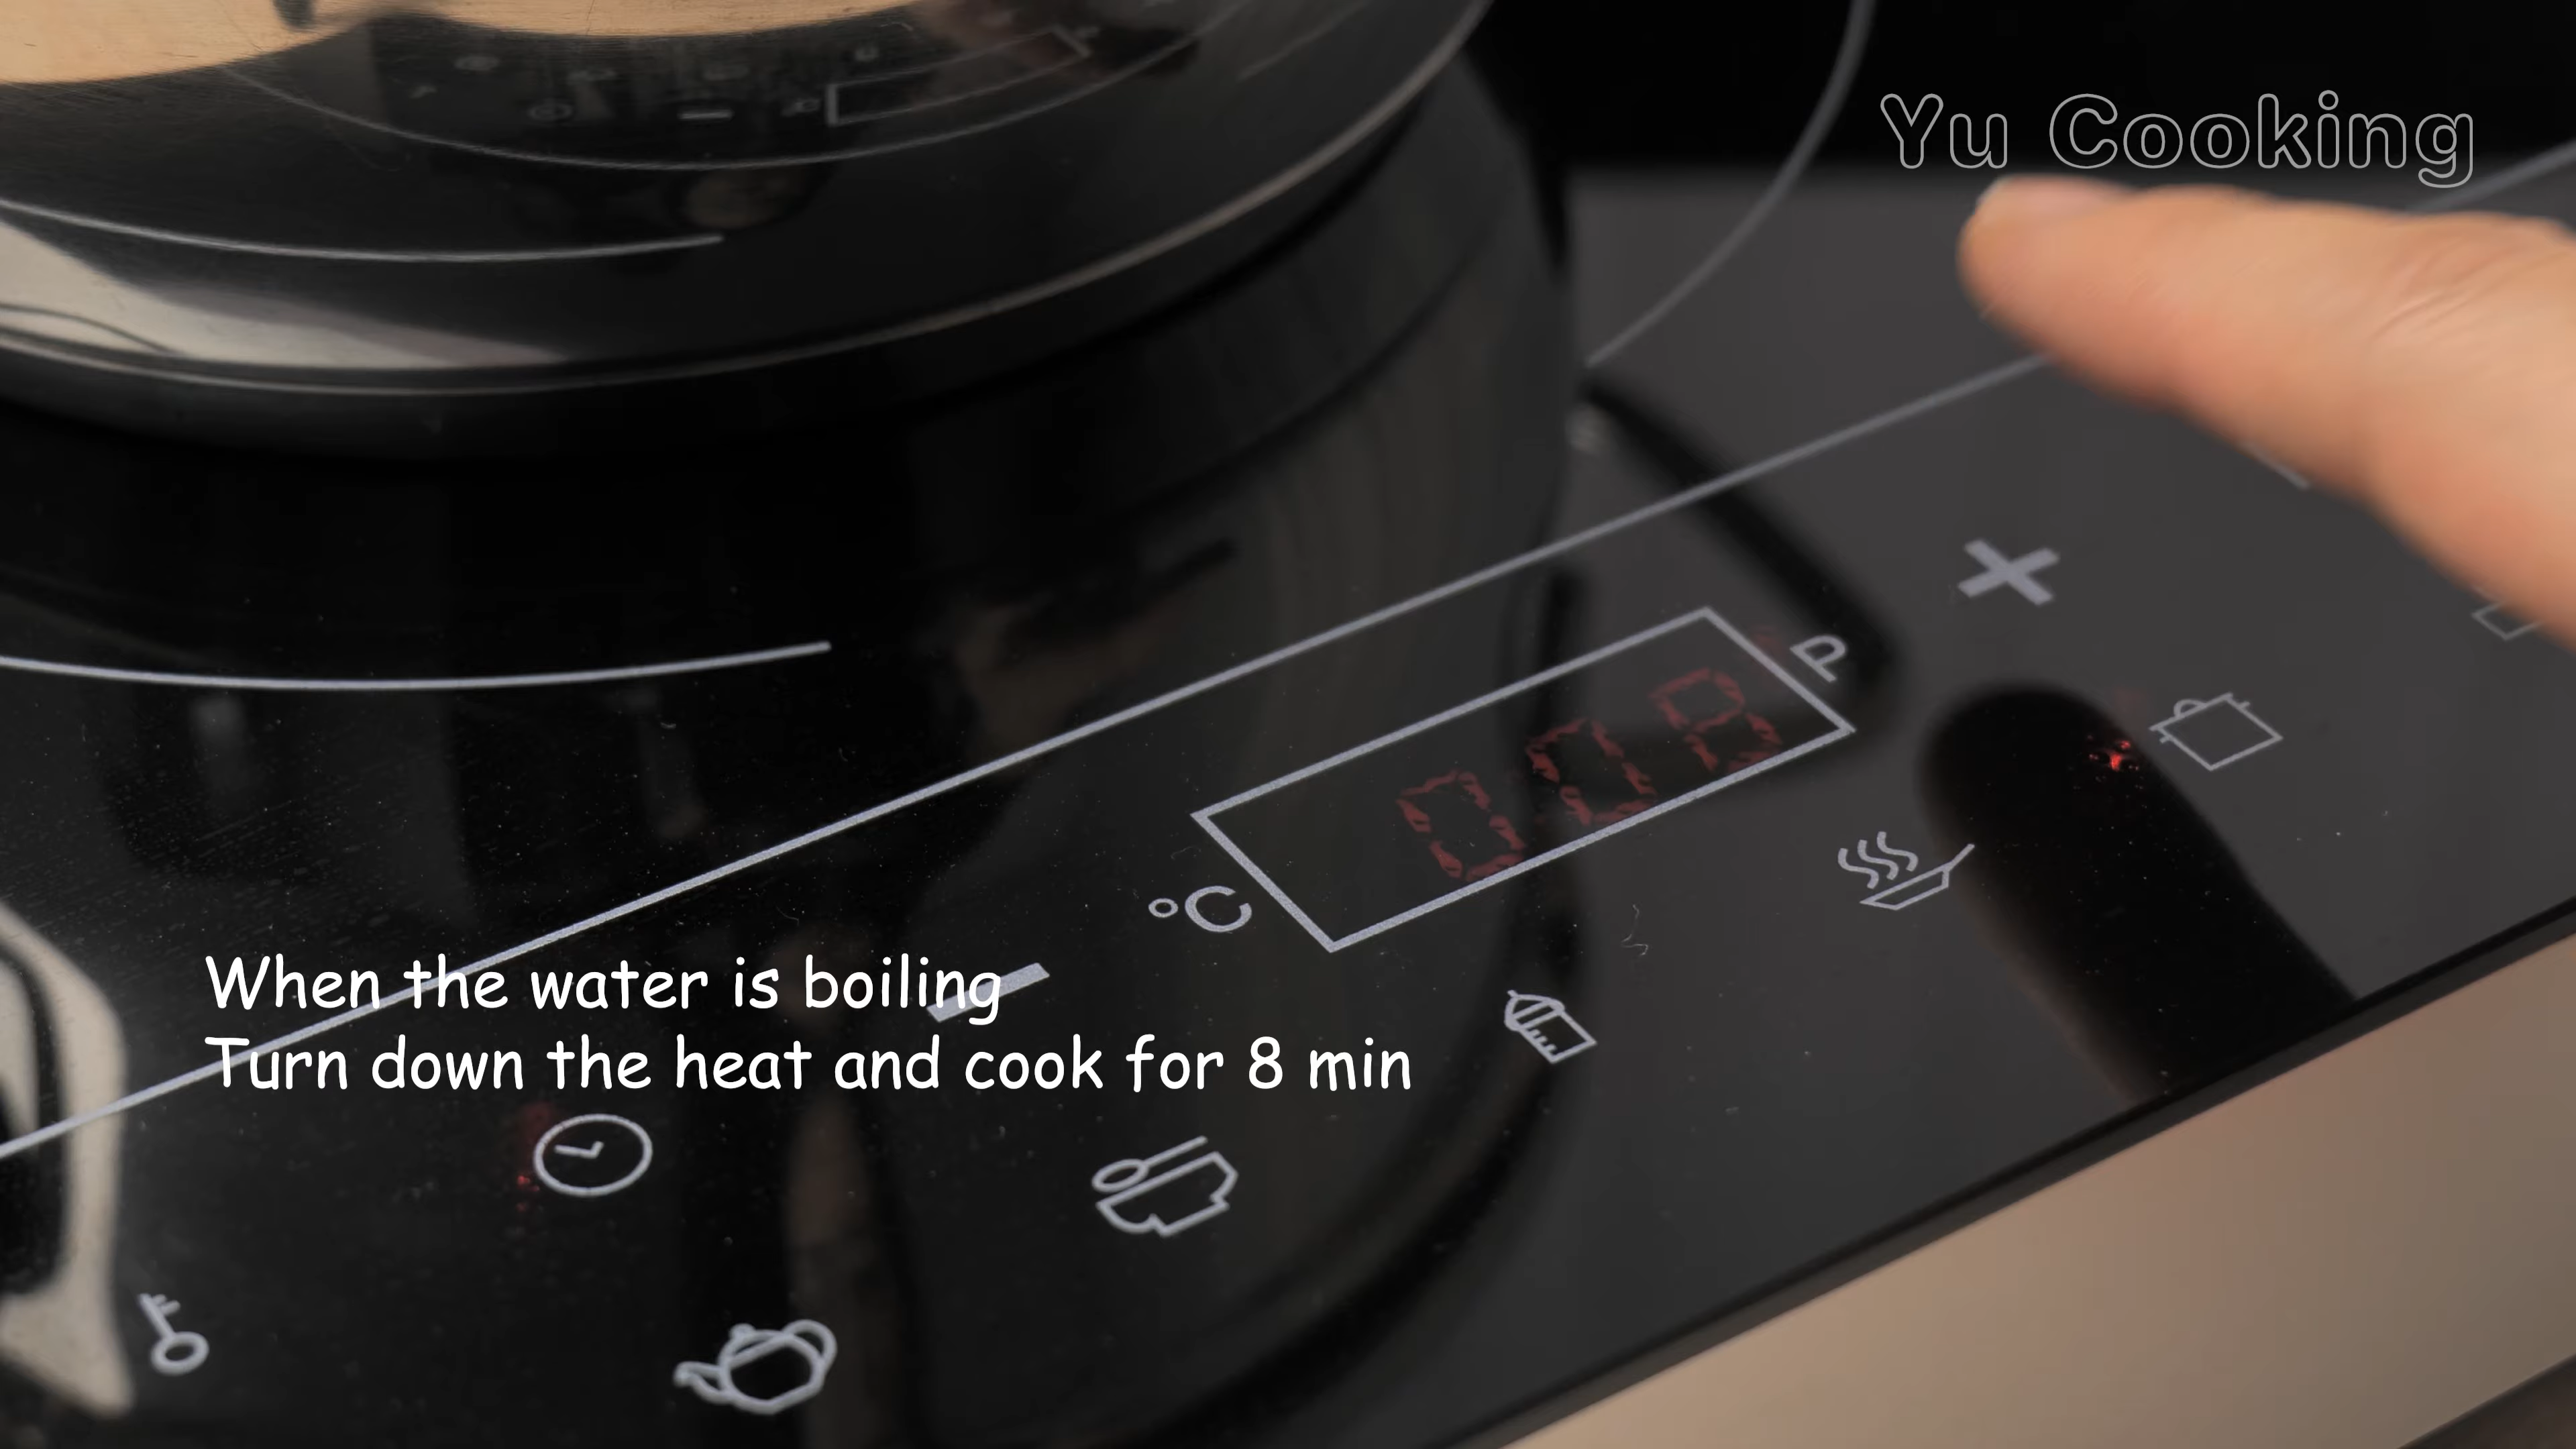 Yu Cooking
P
°C
When the water is boiling
Turn down the heat and cook for 8 min